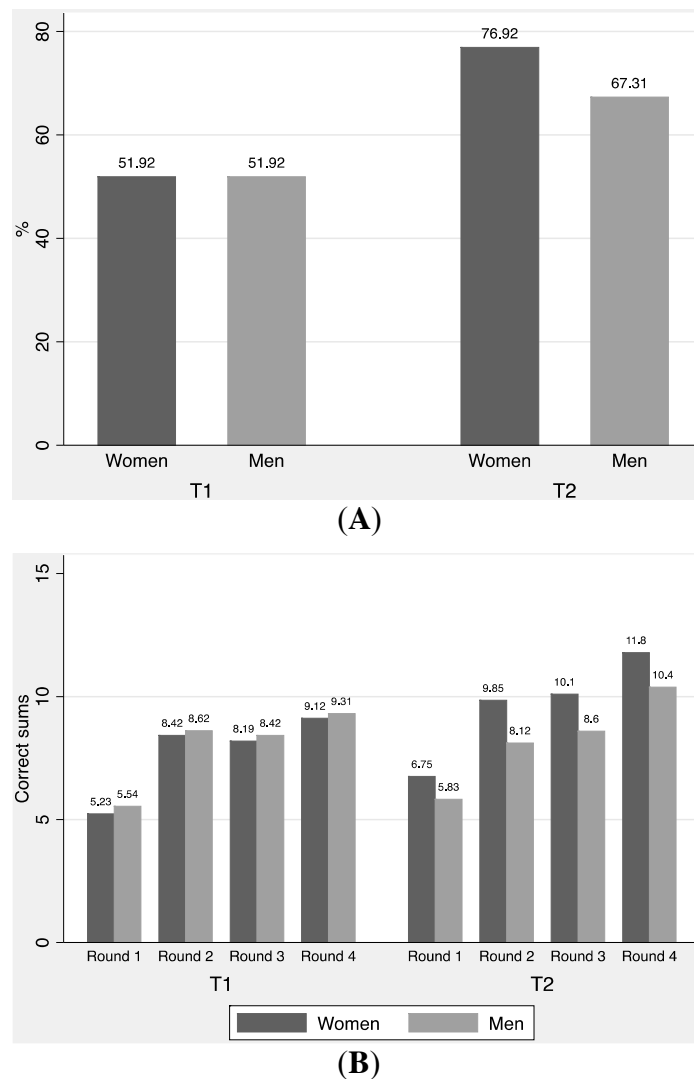 80
76.92
67.31
60
51.92 51.92
%
40
20
0
Women Men Women Men
T1 T2
(A)
15
11.8
10.4
10.1
9.85
9.12 9.31
10
8.42 8.62 8.19 8.42
8.12 8.6
Correct sums
6.75
5.83
5.23 5.54
5
0
Round 1 Round 2 Round 3 Round 4 Round 1 Round 2 Round 3 Round 4
T1 T2
Women Men
(B)